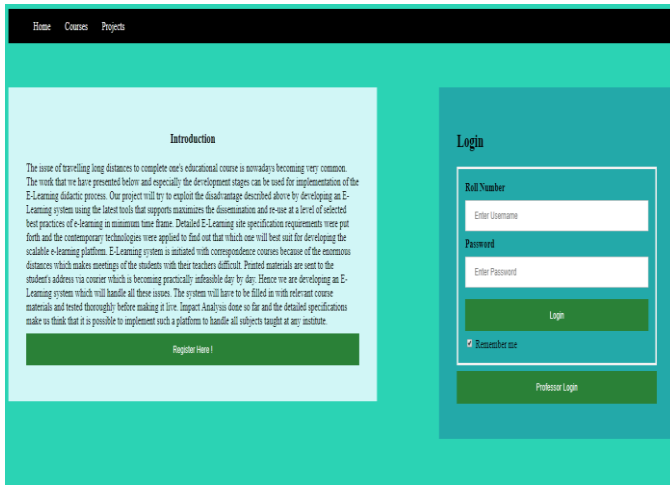 Home Courses Projects
Introduction
The issue of travelling long distances to complete one's educational course is nowadays becoming very common.
The work that we have presented below and especially the development stages can be used for implementation of the
E-Learning didactic process. Our project will try to exploit the disadvantage described above by developing an E-
Learning system using the latest tools that supports maximizes the dissemination and re-use at a level of selected
best practices of e-learning in minimum time frame. Detailed E-Learning site specification requirements were put
forth and the contemporary technologies were applied to find out that which one will best suit for developing the
scalable e-learning platform. E-Learning system is initiated with correspondence courses because of the enormous
distances which makes meetings of the students with their teachers difficult. Printed materials are sent to the
student's address via courier which is becoming practically infeasible day by day. Hence we are developing an E-
Learning system which will handle all these issues. The system will have to be filled in with relevant course
materials and tested thoroughly before making it live. Impact Analysis done so far and the detailed specifications
make us think that it is possible to implement such a platform to handle all subjects taught at any institute.
Register Here !
Login
Roll Number
Enter Username
Password
Enter Password
Login
Remember me
Professor Login